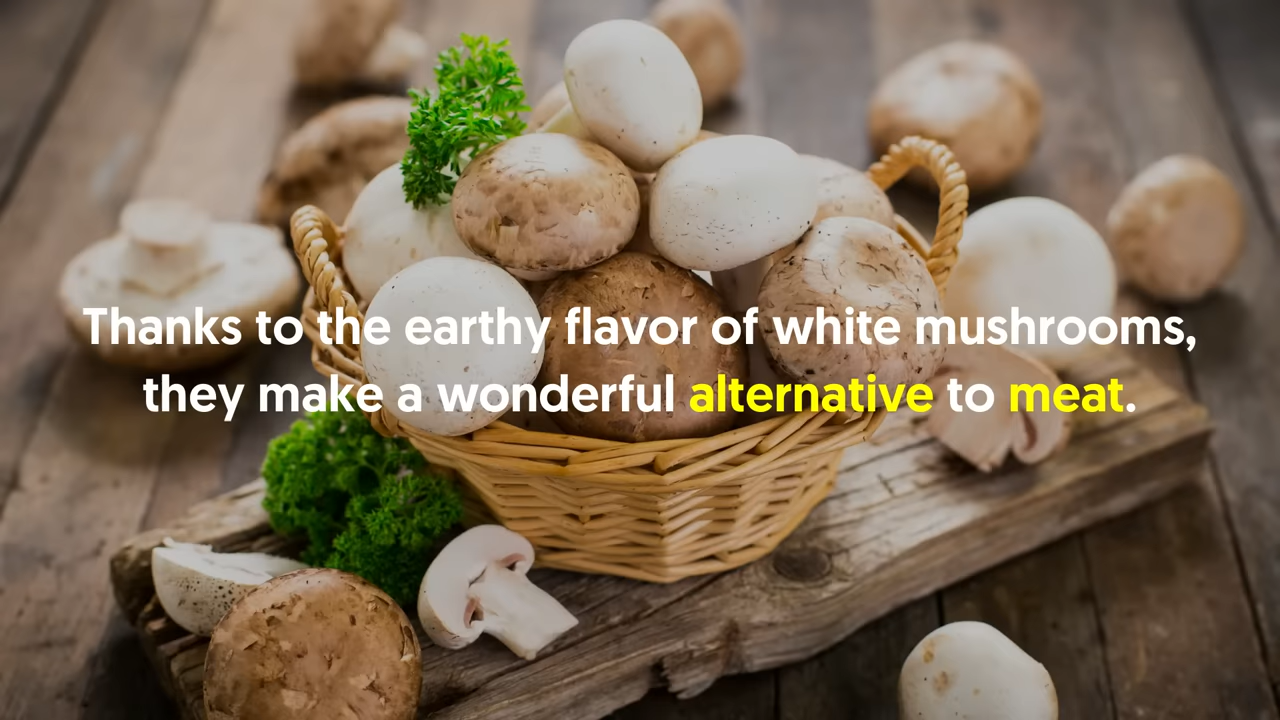 Thanks to the earthy flavor of white mushrooms,
they make a wonderful alternative to meat.